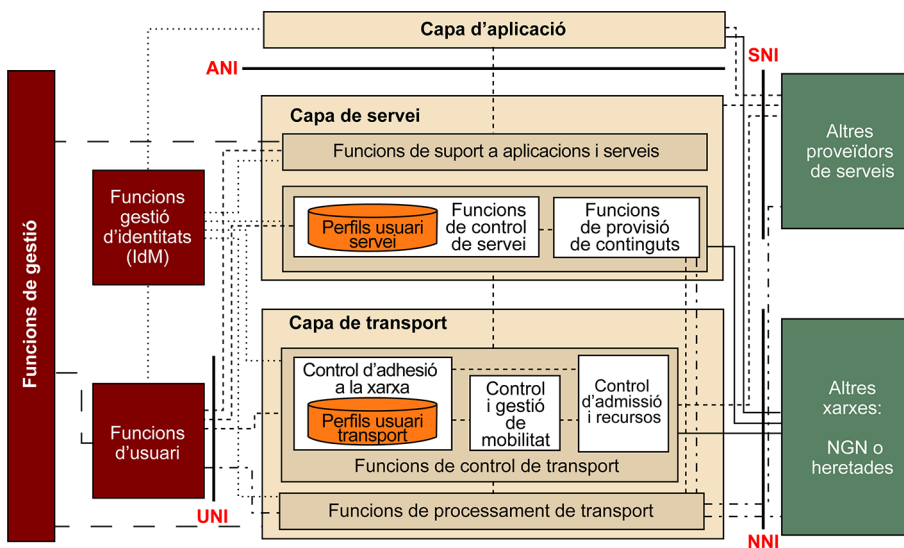 Capa d’aplicació
ANI
SNI
Capa de servei
Funcions de suport a aplicacions i serveis
Perfils usuari
servei
Funcions
de control
de servei
Funcions
de provisió
de continguts
Altres
proveïdors
de serveis
Funcions de gestió
Funcions
gestió
d’identitats
(IdM)
Capa de transport
Control d’adhesió
a la xarxa
Perfils usuari
transport
Control
i gestió
de
mobilitat
Control
d’admissió
i recursos
Funcions de control de transport
Funcions
d’usuari
UNI
Funcions de processament de transport
Altres
xarxes:
NGN o
heretades
NNI